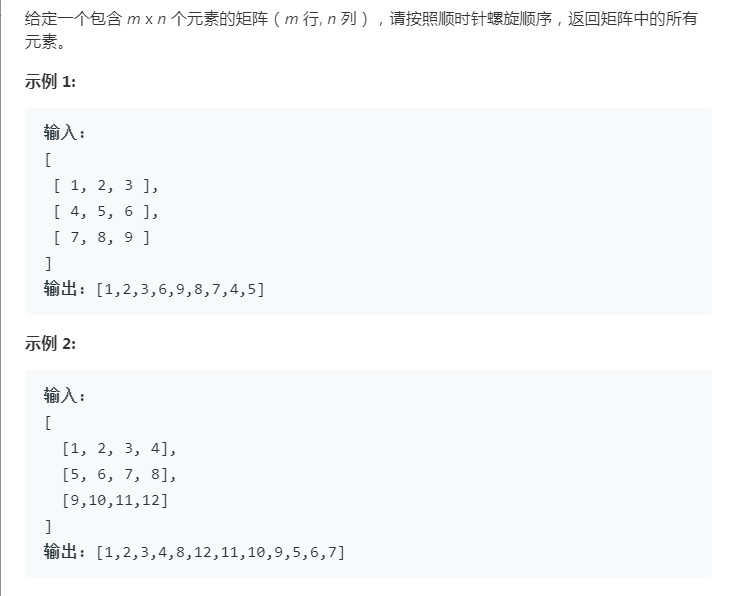 给定一个包含 m x n 个元素的矩阵（m 行, n 列），请按照顺时针螺旋顺序，返回矩阵中的所有
元素。
示例 1:
输入:
[
 [ 1, 2, 3 ],
 [ 4, 5, 6 ],
 [ 7, 8, 9 ]
]
输出: [1,2,3,6,9,8,7,4,5]
示例 2:
输入:
[
  [1, 2, 3, 4],
  [5, 6, 7, 8],
  [9,10,11,12]
]
输出: [1,2,3,4,8,12,11,10,9,5,6,7]